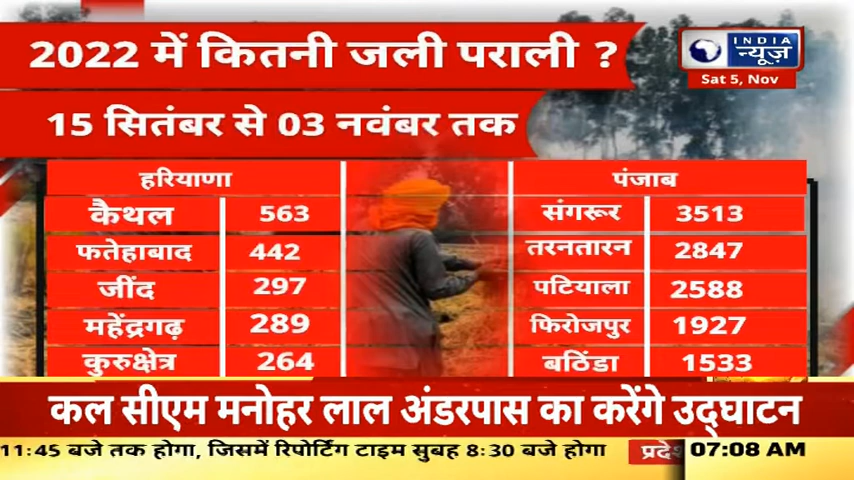 2022 में कितनी जली पराली ?
INDIA
न्यूज़
Sat 5, Nov
15 सितंबर से 03 नवंबर तक
हरियाणा
पंजाब
कैथल 563
संगरूर 3513
फतेहाबाद 442
तरनतारन 2847
जींद 297
पटियाला 2588
महेंद्रगढ़ 289
फिरोजपुर 1927
कुरुक्षेत्र 264
बठिंडा 1533
कल सीएम मनोहर लाल अंडरपास का करेंगे उद्घाटन
11:45 बजे तक होगा, जिसमें रिपोर्टिंग टाइम सुबह 8:30 बजे होगा
07:08 AM